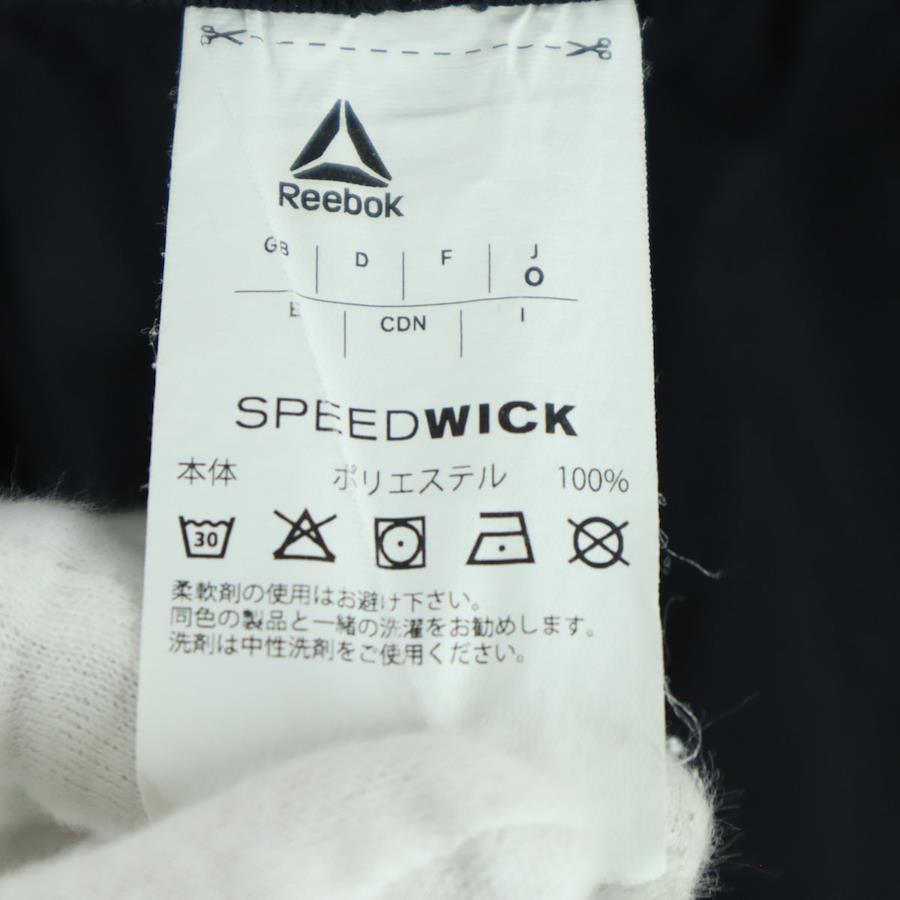 Reebok
GB D F J
O
E CDN I
SPEEDWICK
本体 ポリエステル 100%
30
柔軟剤の使用はお避け下さい。
同色の製品と一緒の洗濯をお勧めします。
洗剤は中性洗剤をご使用ください。